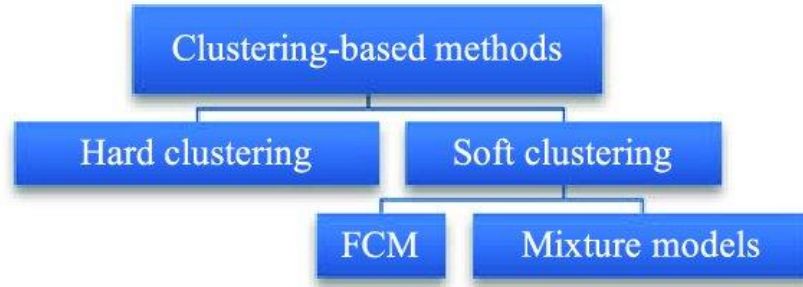 Clustering-based methods
Hard clustering
Soft clustering
FCM
Mixture models